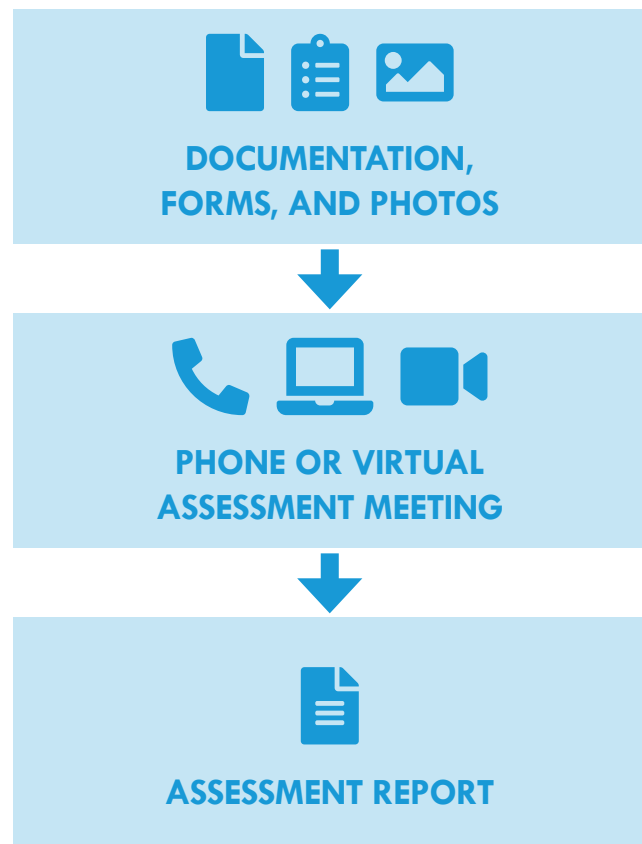 DOCUMENTATION,
FORMS, AND PHOTOS
PHONE OR VIRTUAL
ASSESSMENT MEETING
ASSESSMENT REPORT